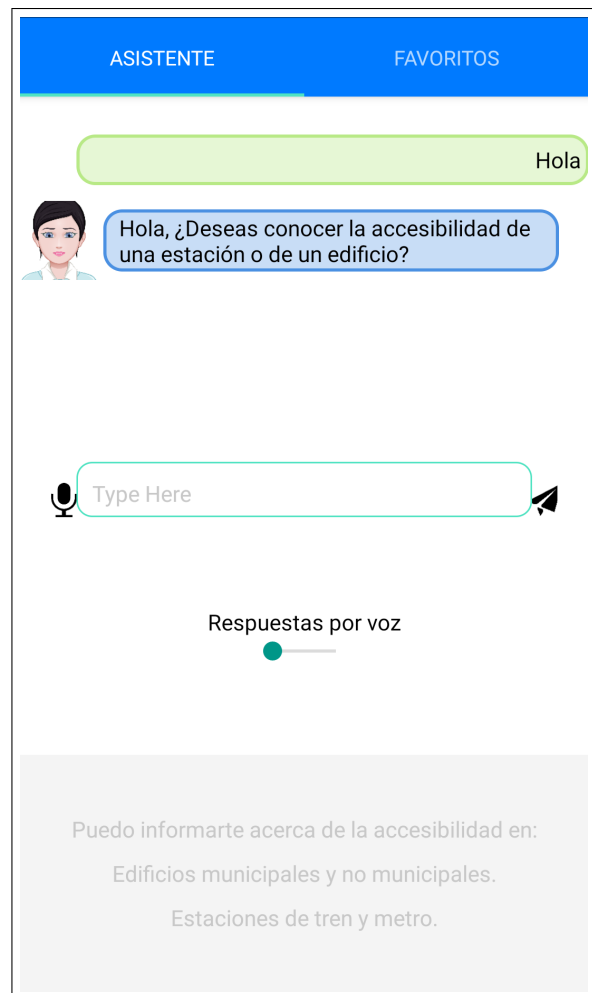 ASISTENTE
FAVORITOS
Hola
Hola, ¿Deseas conocer la accesibilidad de
una estación o de un edificio?
Type Here
Respuestas por voz
Puedo informarte acerca de la accesibilidad en:
Edificios municipales y no municipales.
Estaciones de tren y metro.